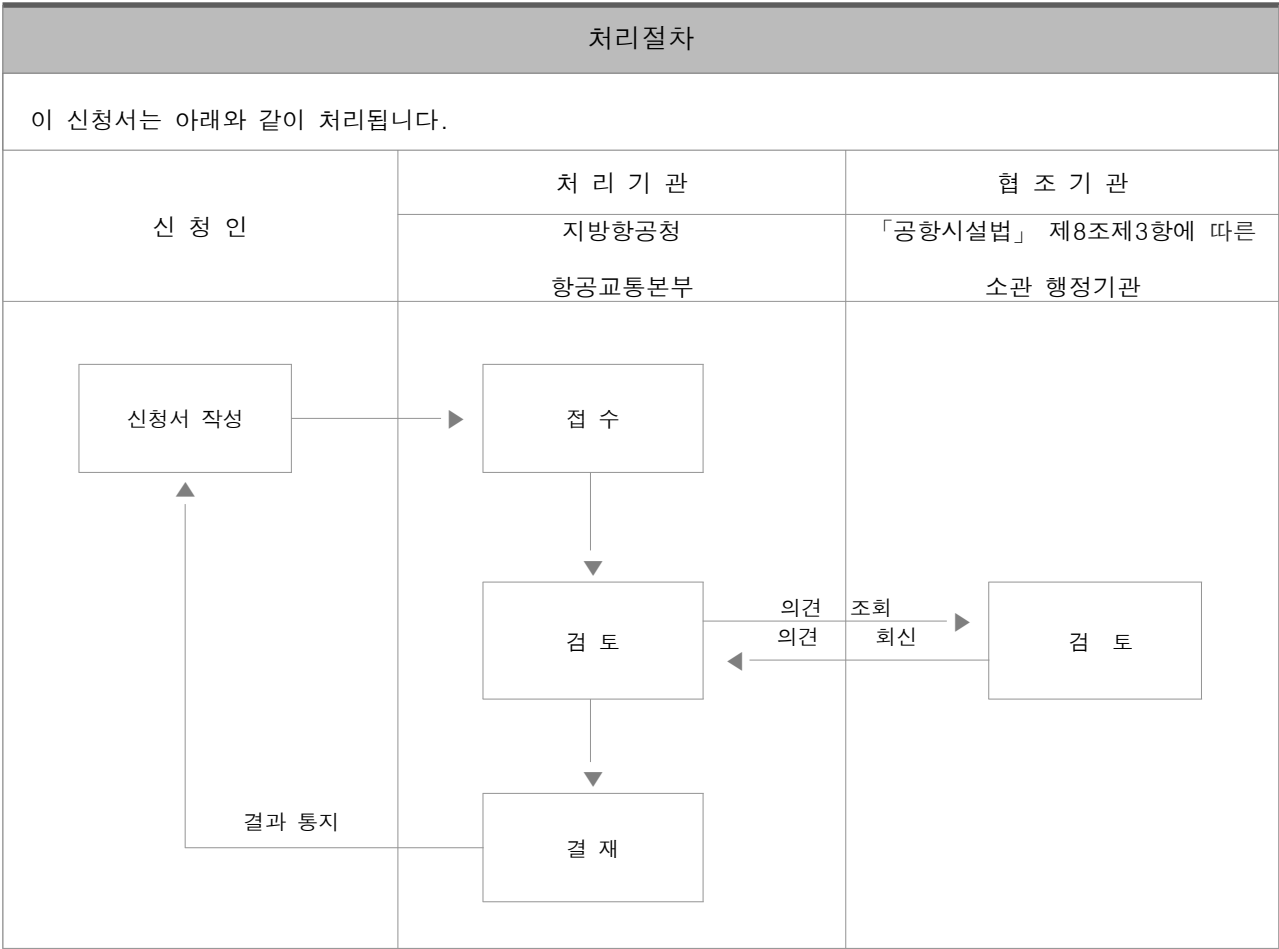 처리절차
이 신청서는 아래와 같이 처리됩니다.
신 청 인
처 리 기 관
협 조 기 관
지방항공청
항공교통본부
「공항시설법」 제8조제3항에 따른
소관 행정기관
신청서 작성
접 수
검 토
의견 조회
의견 회신
검 토
결과 통지
결 재